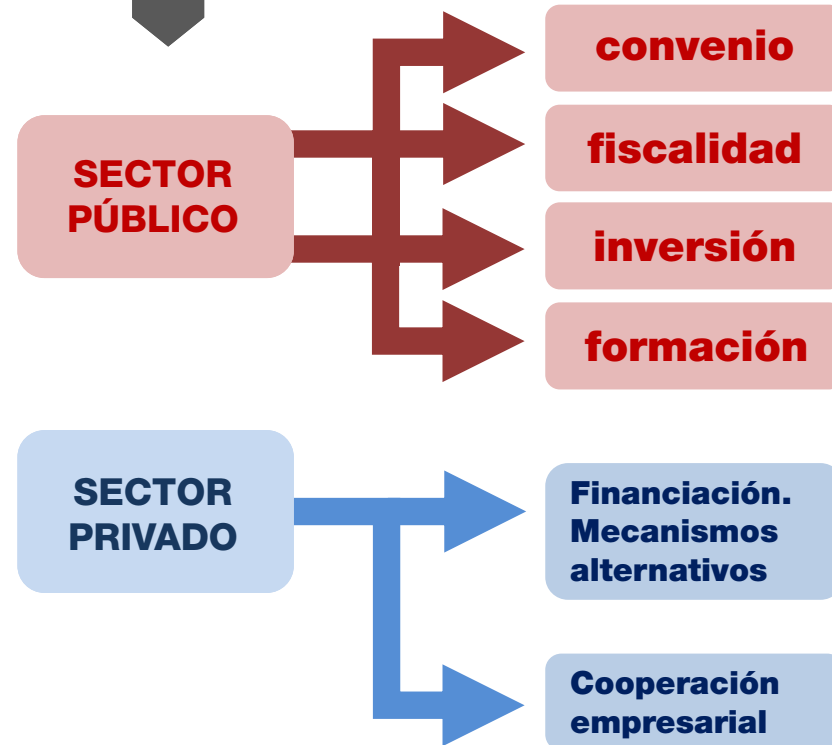 convenio
SECTOR
PÚBLICO
fiscalidad
inversión
formación
SECTOR
PRIVADO
Financiación.
Mecanismos
alternativos
Cooperación
empresarial